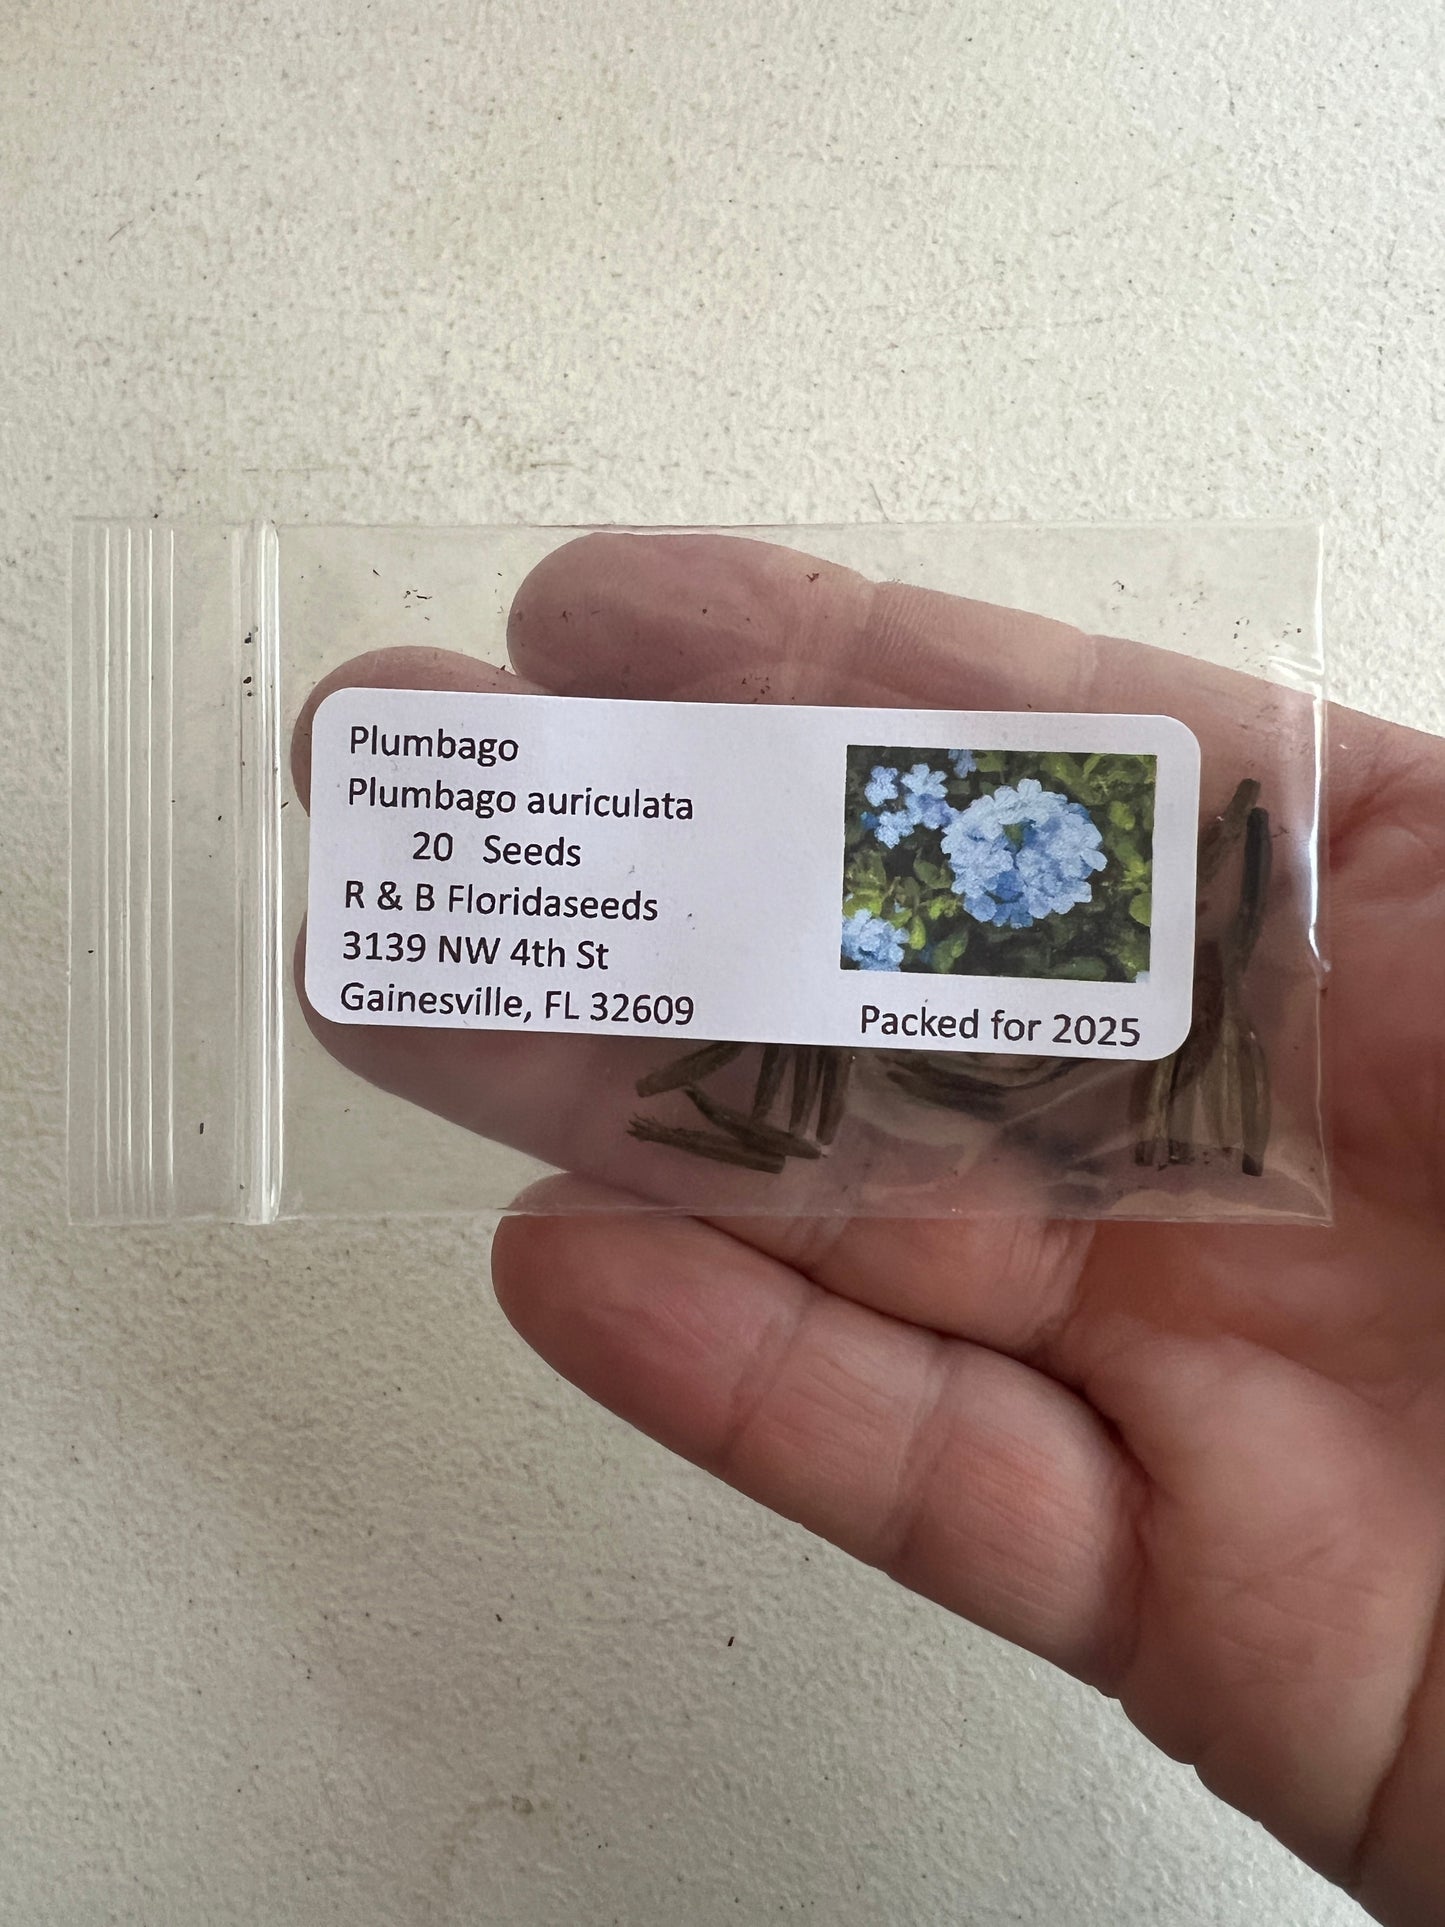 Plumbago
Plumbago auriculata
20 Seeds
R & B Floridaseeds
3139 NW 4th St
Gainesville, FL 32609
Packed for 2025